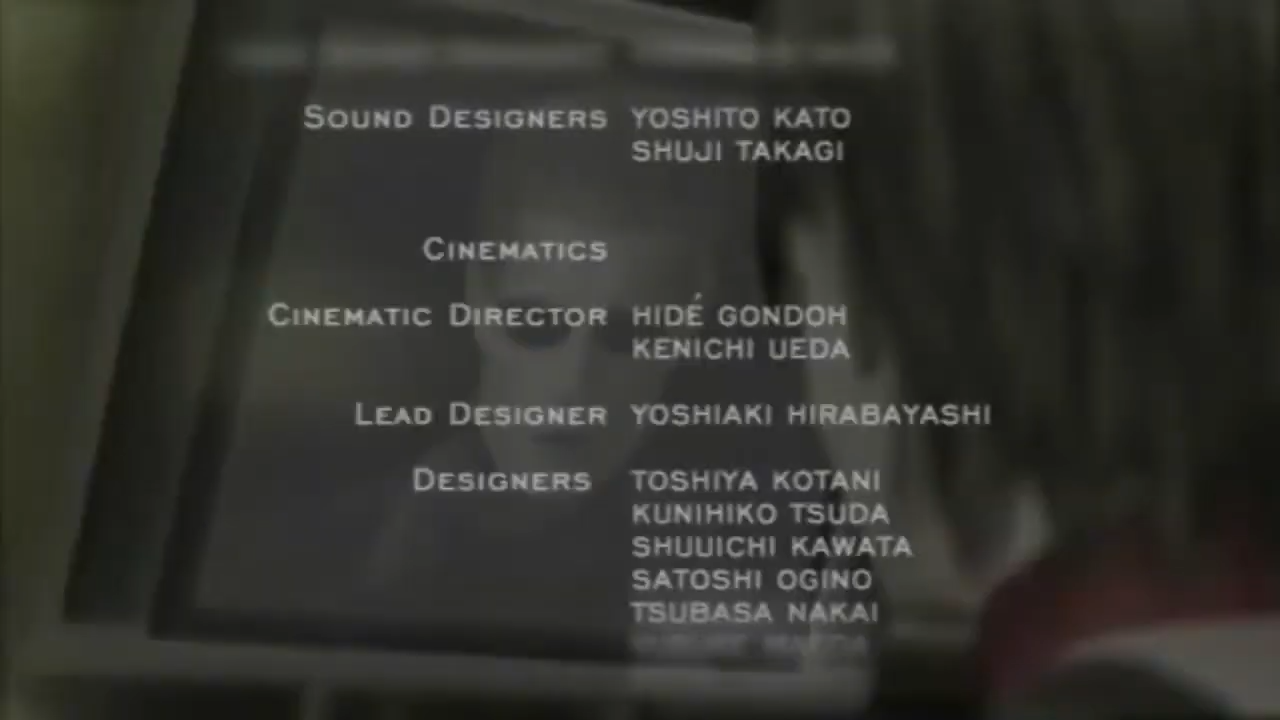 SOUND DESIGNERS YOSHITO KATO
SHUJI TAKAGI
CINEMATICS
CINEMATIC DIRECTOR HIDÉ GONDOH
KENICHI UEDA
LEAD DESIGNER YOSHIAKI HIRABAYASHI
DESIGNERS TOSHIYA KOTANI
KUNIHIKO TSUDA
SHUUICHI KAWATA
SATOSHI OGINO
TSUBASA NAKAI